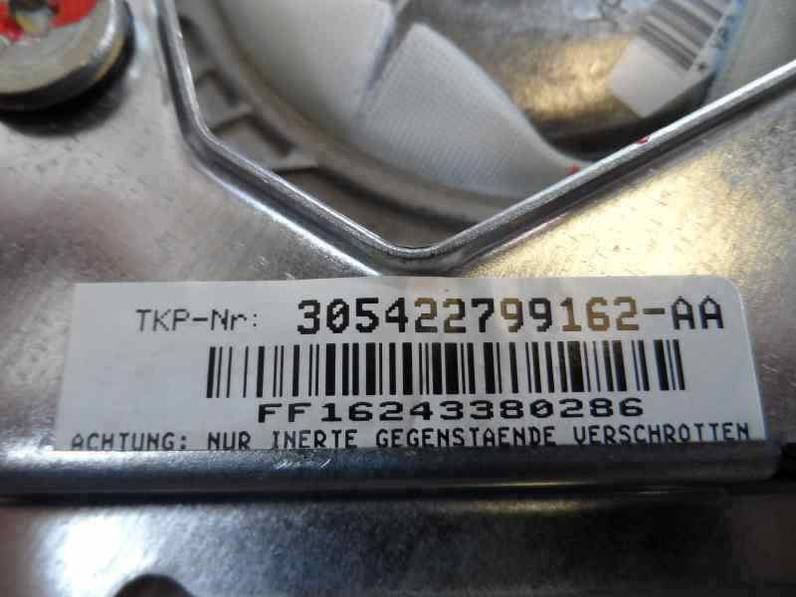 TKP-Nr: 305422799162-AA
FF16243380286
ACHTUNG: NUR INERTE GEGENSTAENDE VERSCHROTTEN